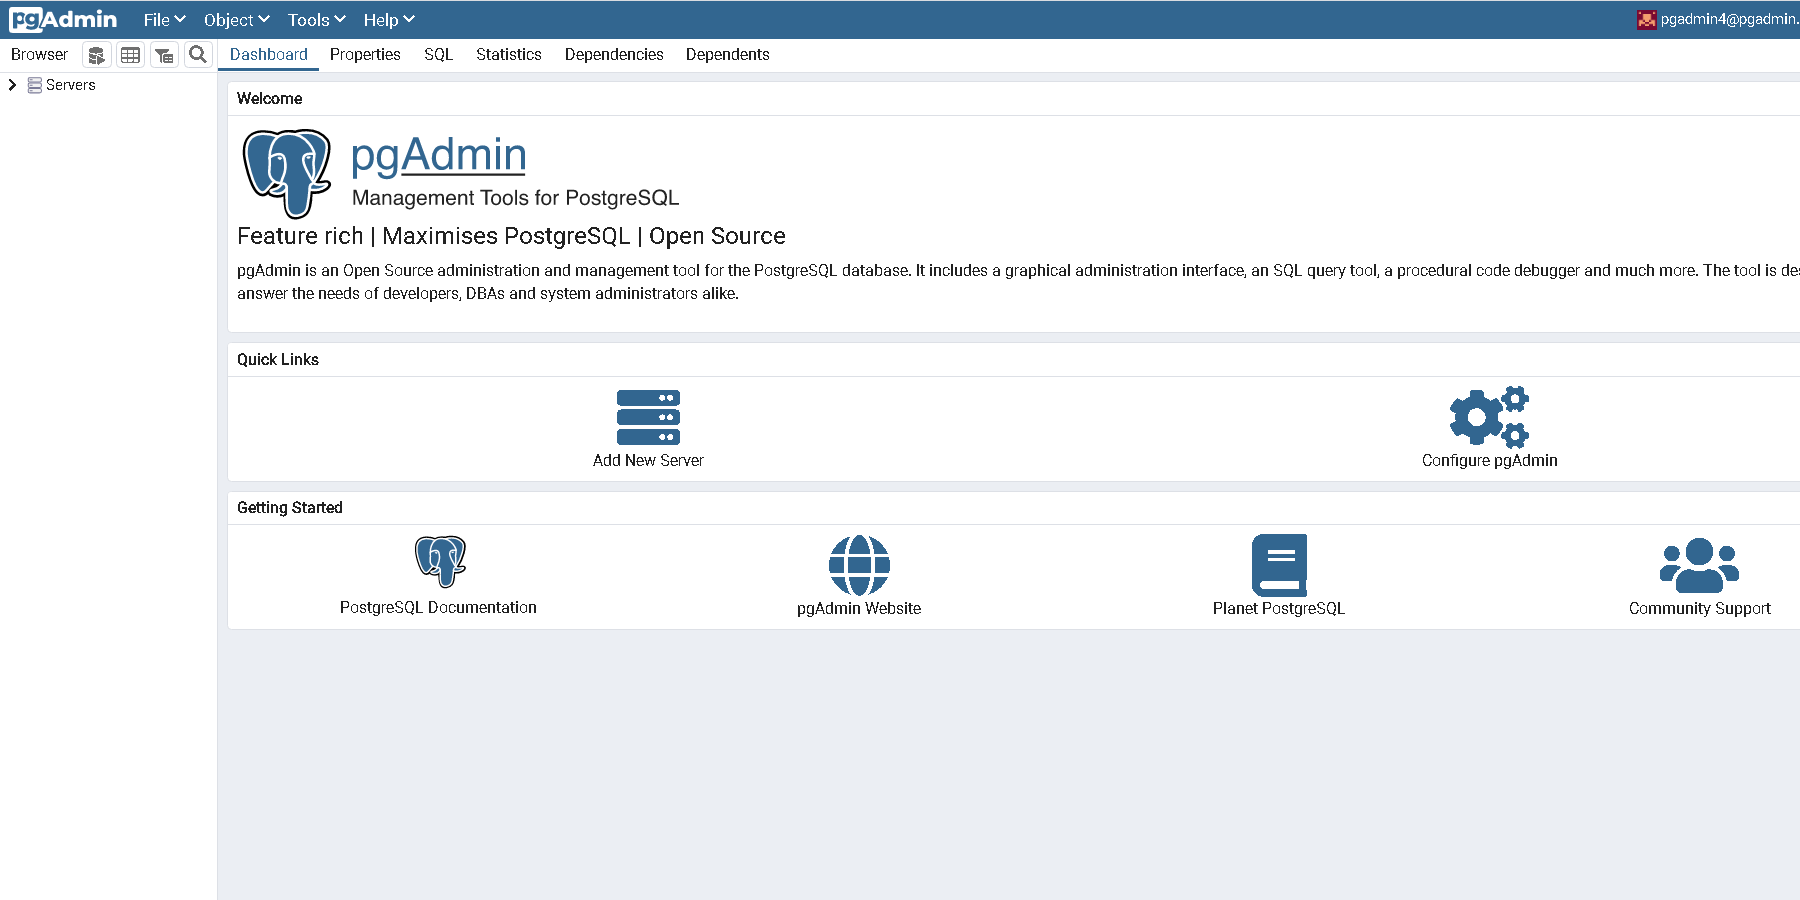 pgAdmin File Object Tools Help pgadmin4@pgadmin.
Browser Dashboard Properties SQL Statistics Dependencies Dependents
Servers
Welcome
pgAdmin
Management Tools for PostgreSQL
Feature rich | Maximises PostgreSQL | Open Source
pgAdmin is an Open Source administration and management tool for the PostgreSQL database. It includes a graphical administration interface, an SQL query tool, a procedural code debugger and much more. The tool is
answer the needs of developers, DBAs and system administrators alike.
Quick Links
Add New Server Configure pgAdmin
Getting Started
PostgreSQL Documentation pgAdmin Website Planet PostgreSQL Community Support